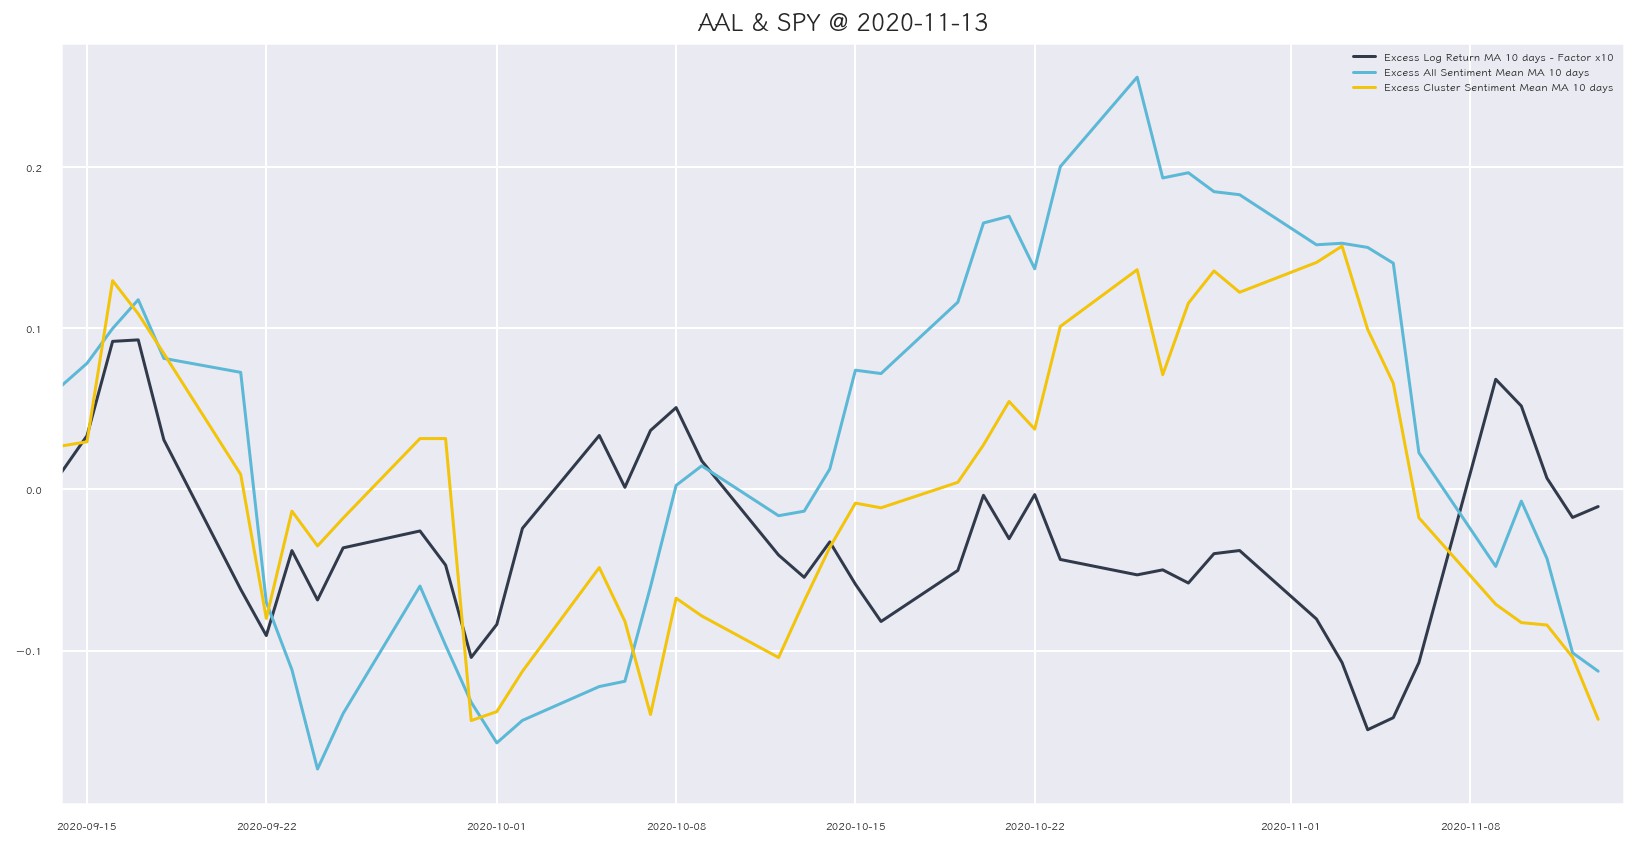 AAL & SPY @ 2020-11-13
Excess Log Return MA 10 days - Factor x10
Excess All Sentiment Mean MA 10 days
Excess Cluster Sentiment Mean MA 10 days
0.2
0.1
0.0
−0.1
2020-09-15 2020-09-22 2020-10-01 2020-10-08 2020-10-15 2020-10-22 2020-11-01 2020-11-08